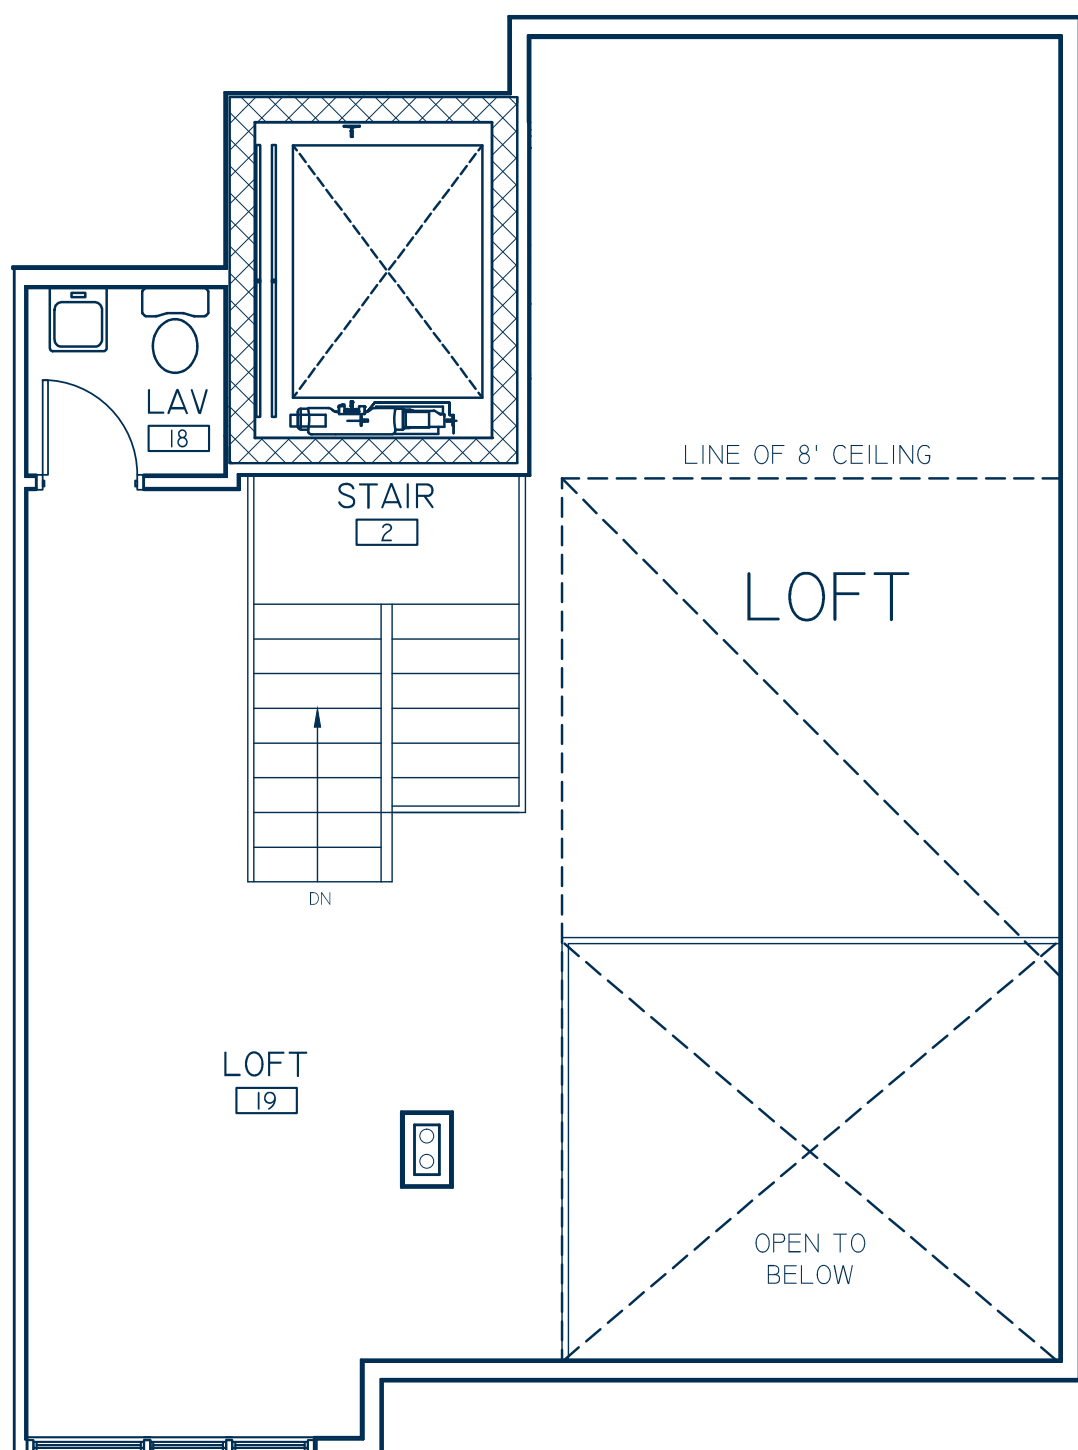 LAV
18
LINE OF 8' CEILING
STAIR
2
LOFT
DN
LOFT
19
OPEN TO
BELOW